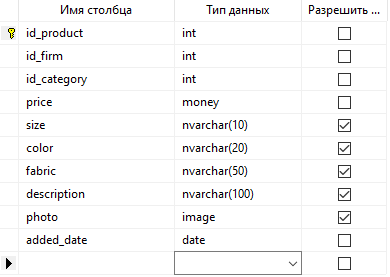 Имя столбца Тип данных Разрешить ...
id_product int
id_firm int
id_category int
price money
size nvarchar(10)
color nvarchar(20)
fabric nvarchar(50)
description nvarchar(100)
photo image
added_date date